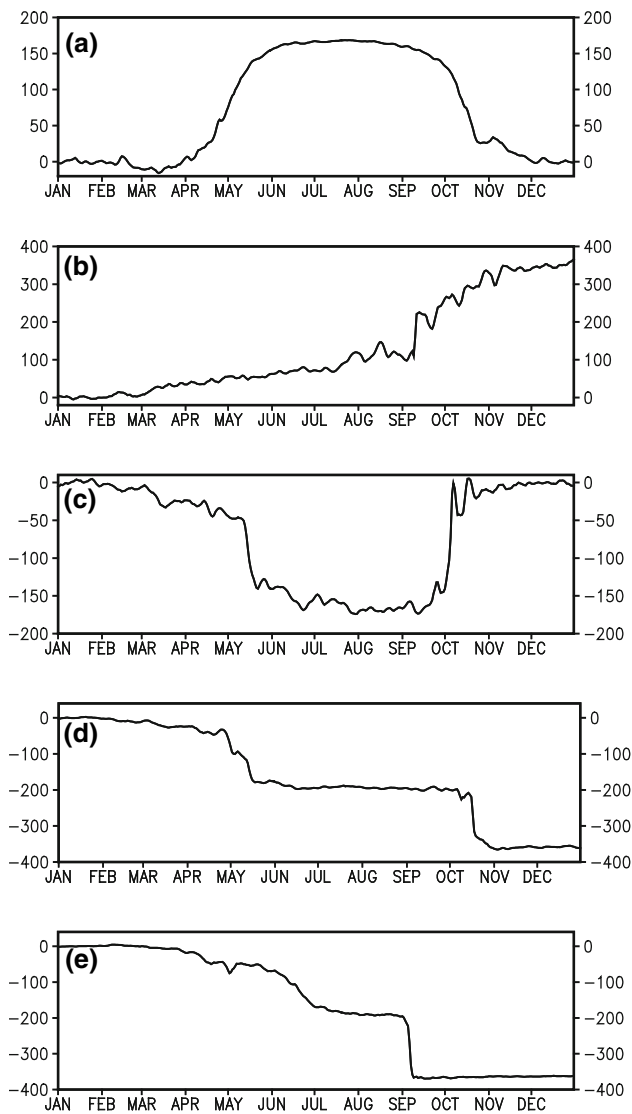 200 200
(a)
150 150
100 100
50 50
0 0
JAN FEB MAR APR MAY JUN JUL AUG SEP OCT NOV DEC
400 400
(b)
300 300
200 200
100 100
0 0
JAN FEB MAR APR MAY JUN JUL AUG SEP OCT NOV DEC
0 0
(c)
−50 −50
−100 −100
−150 −150
−200 −200
JAN FEB MAR APR MAY JUN JUL AUG SEP OCT NOV DEC
0 0
(d)
−100 −100
−200 −200
−300 −300
−400 −400
JAN FEB MAR APR MAY JUN JUL AUG SEP OCT NOV DEC
0 0
(e)
−100 −100
−200 −200
−300 −300
−400 −400
JAN FEB MAR APR MAY JUN JUL AUG SEP OCT NOV DEC